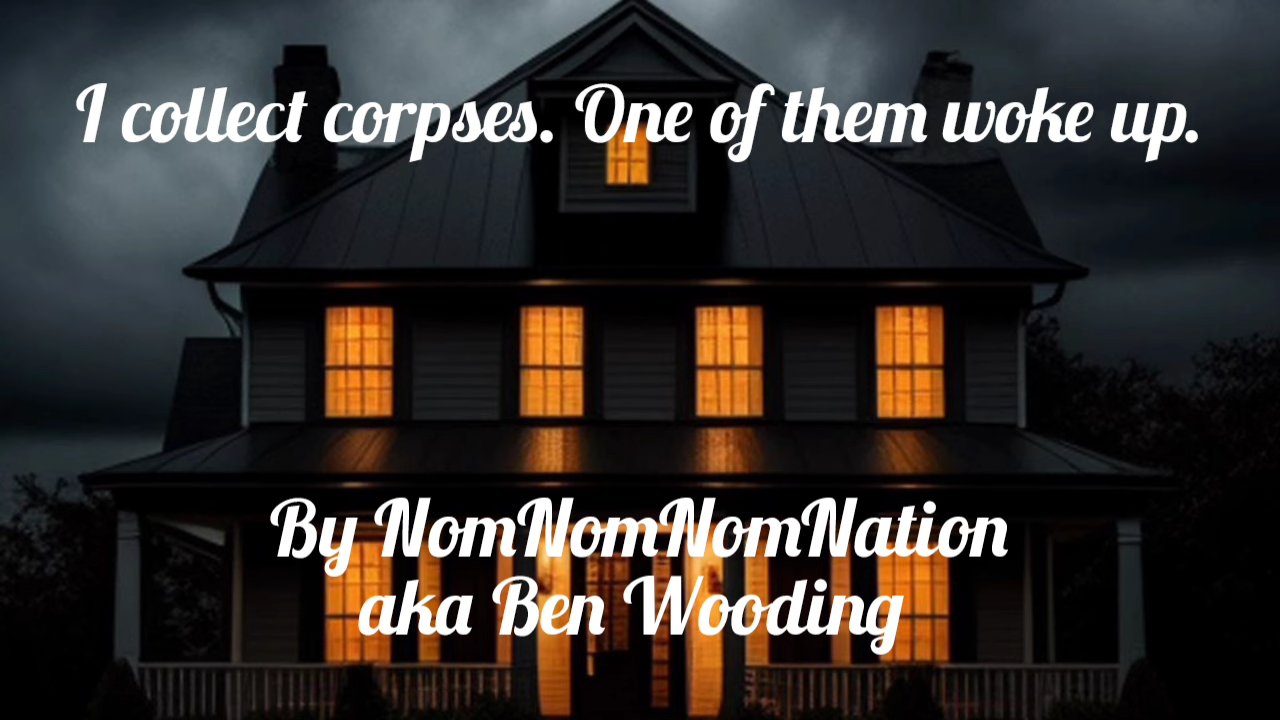 I collect corpses. One of them woke up.
By NomNomNomNation
aka Ben Wooding